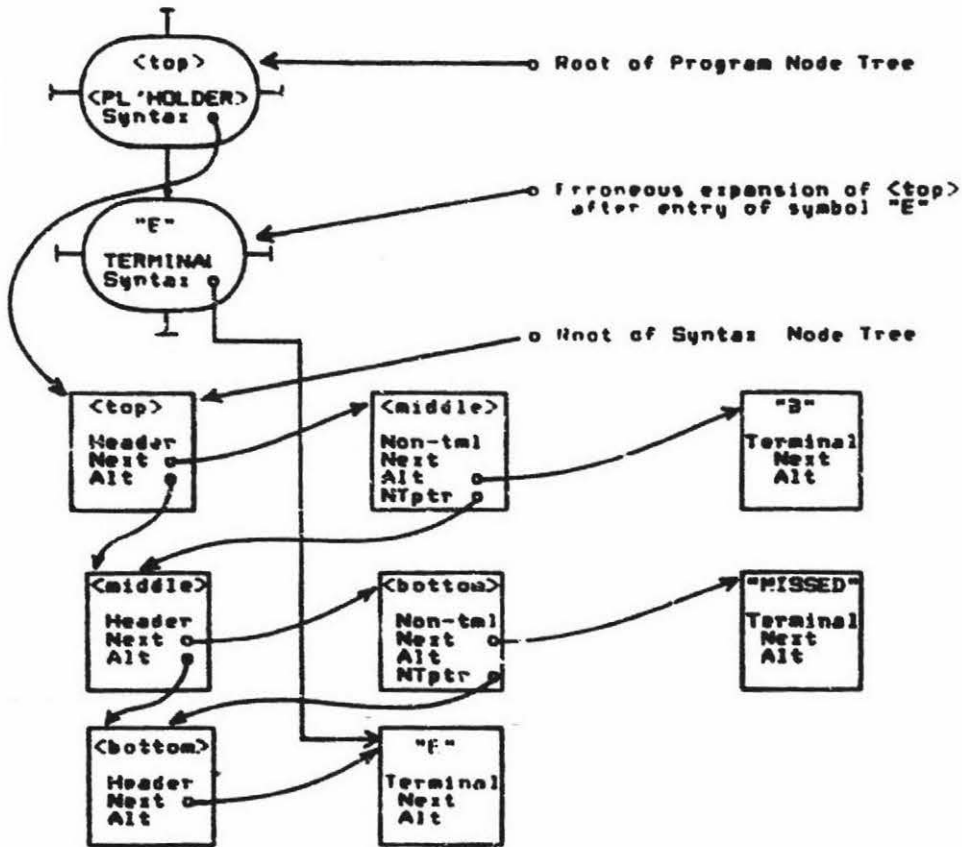 <top>
<PL'HOLDER>
Syntax
Root of Program Node Tree
"E"
TERMINAL
Syntax
Erroneous expansion of <top>
after entry of symbol "E"
Root of Syntax Node Tree
<top>
Header
Next
Alt
<middle>
Non-tml
Next
Alt
NTptr
"B"
Terminal
Next
Alt
<middle>
Header
Next
Alt
<bottom>
Non-tml
Next
Alt
NTptr
"MISSED"
Terminal
Next
Alt
<bottom>
Header
Next
Alt
"E"
Terminal
Next
Alt